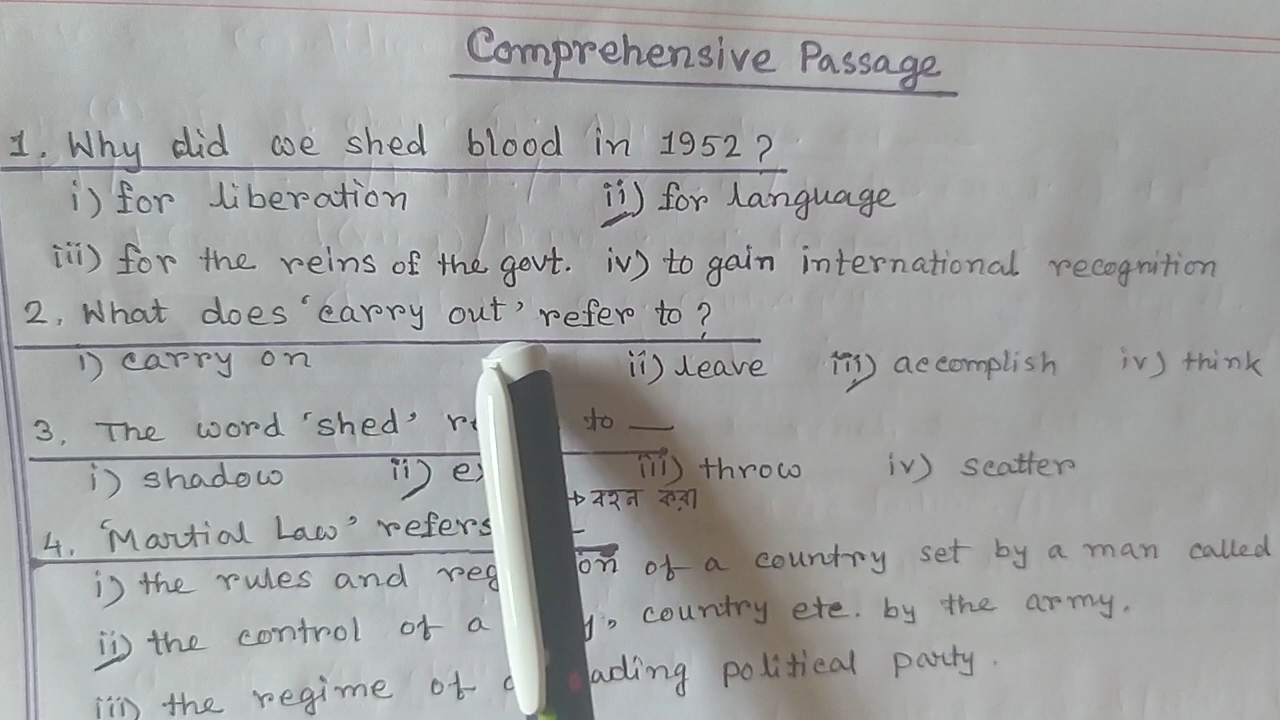 Comprehensive Passage
1. Why did we shed blood in 1952?
i) for liberation ii) for language
iii) for the reins of the govt. iv) to gain international recognition
2. What does 'carry out' refer to?
i) carry on ii) leave iii) accomplish iv) think
3. The word 'shed' to __
i) shadow ii) iii) throw iv) scatter
→ বহন করা
4. 'Martial Law' refers
i) the rules and of a country set by a man called
ii) the control of a country etc. by the army.
iii) the regime of political party.